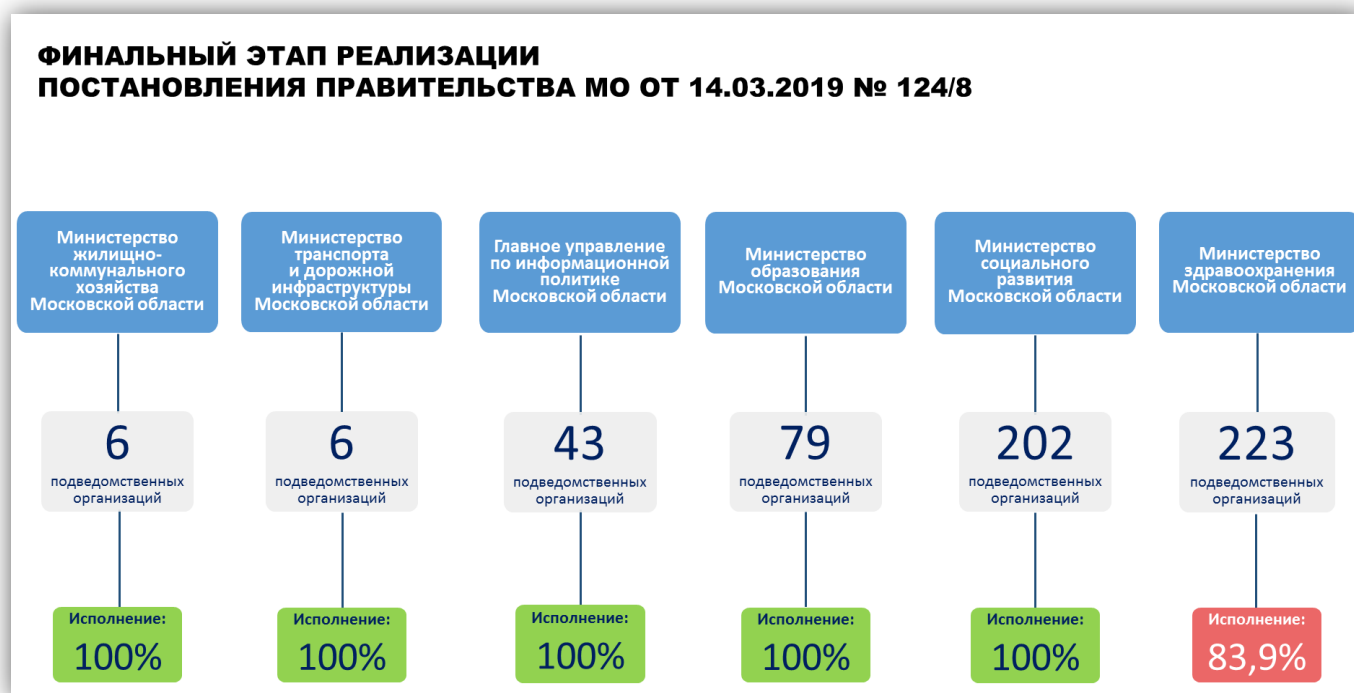 ФИНАЛЬНЫЙ ЭТАП РЕАЛИЗАЦИИ
ПОСТАНОВЛЕНИЯ ПРАВИТЕЛЬСТВА МО ОТ 14.03.2019 № 124/8
Министерство
жилищно-
коммунального
хозяйства
Московской области
6
подведомственных
организаций
Исполнение:
100%
Министерство
транспорта
и дорожной
инфраструктуры
Московской области
6
подведомственных
организаций
Исполнение:
100%
Главное управление
по информационной
политике
Московской области
43
подведомственных
организаций
Исполнение:
100%
Министерство
образования
Московской области
79
подведомственных
организаций
Исполнение:
100%
Министерство
социального
развития
Московской области
202
подведомственных
организаций
Исполнение:
100%
Министерство
здравоохранения
Московской области
223
подведомственных
организаций
Исполнение:
83,9%